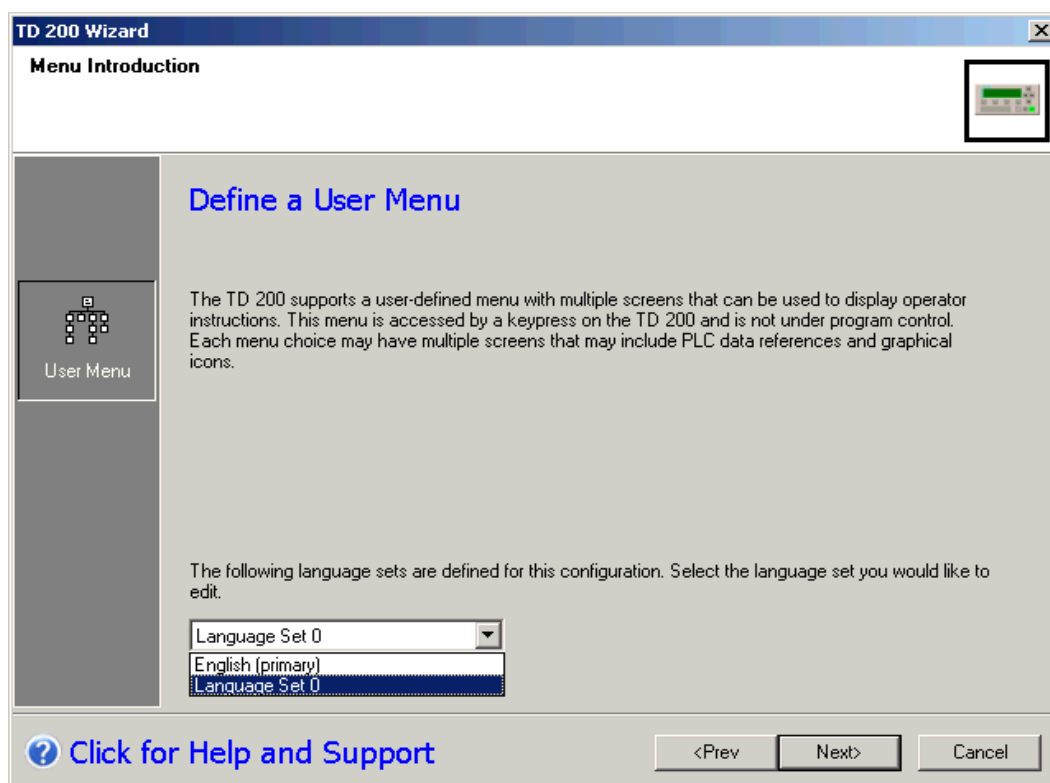 TD 200 Wizard
Menu Introduction
Define a User Menu
The TD 200 supports a user-defined menu with multiple screens that can be used to display operator
instructions. This menu is accessed by a keypress on the TD 200 and is not under program control.
Each menu choice may have multiple screens that may include PLC data references and graphical
icons.
User Menu
The following language sets are defined for this configuration. Select the language set you would like to
edit.
Language Set 0
English (primary)
Language Set 0
Click for Help and Support
<Prev
Next>
Cancel